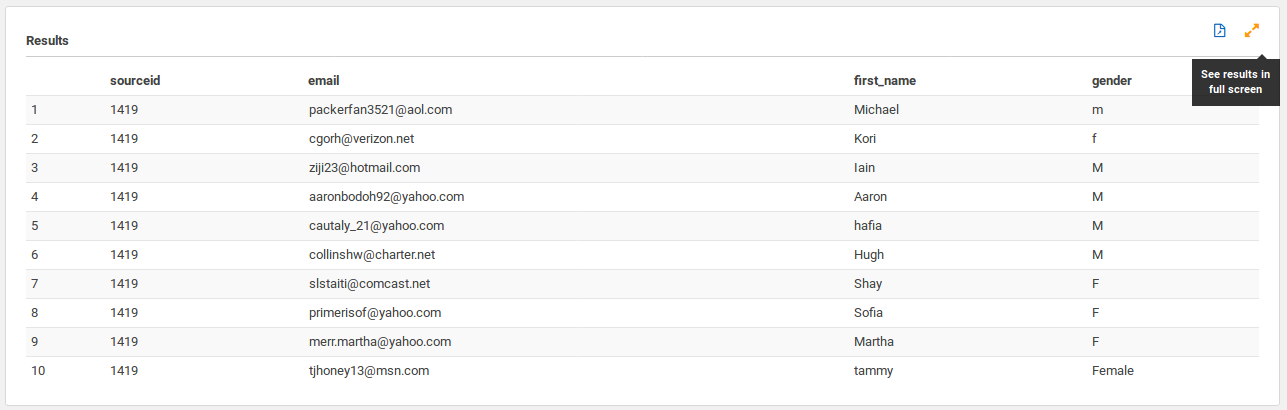 Results
See results in
full screen
sourceid email first_name gender
1 1419 packerfan3521@aol.com Michael m
2 1419 cgorh@verizon.net Kori f
3 1419 ziji23@hotmail.com Iain M
4 1419 aaronbodoh92@yahoo.com Aaron M
5 1419 cautaly_21@yahoo.com hafia M
6 1419 collinshw@charter.net Hugh M
7 1419 slstaiti@comcast.net Shay F
8 1419 primerisof@yahoo.com Sofia F
9 1419 merr.martha@yahoo.com Martha F
10 1419 tjhoney13@msn.com tammy Female